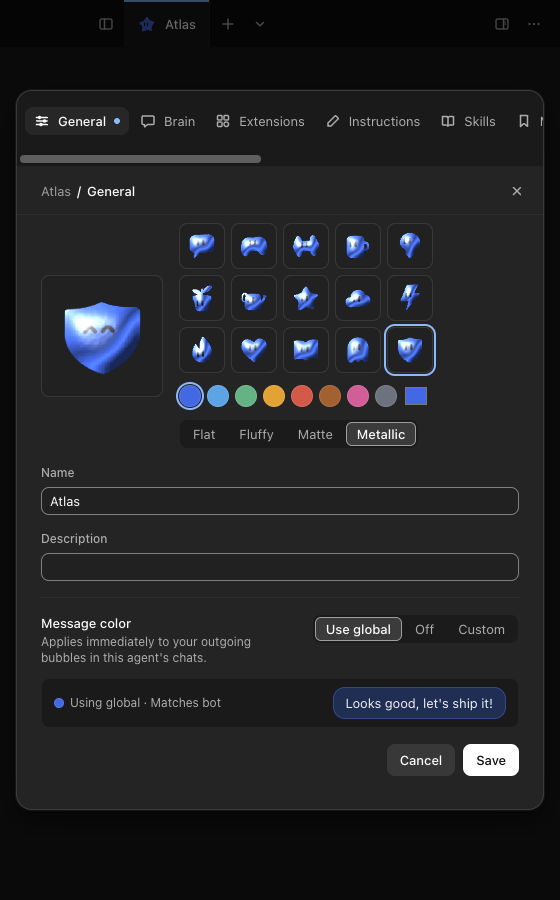 Atlas
General
Brain
Extensions
Instructions
Skills
Atlas / General
Flat
Fluffy
Matte
Metallic
Name
Atlas
Description
Message color
Applies immediately to your outgoing
bubbles in this agent's chats.
Use global
Off
Custom
Using global · Matches bot
Looks good, let's ship it!
Cancel
Save